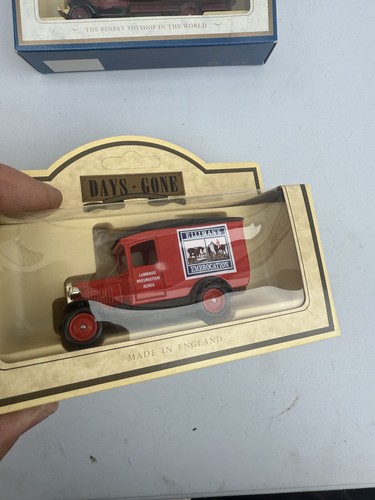 THE FINEST TOYSHOP IN THE WORLD
DAYS-GONE
ELLIMAN'S
EMBROCATION
LUMBAGO
RHEUMATISM
ACHES
MADE IN ENGLAND